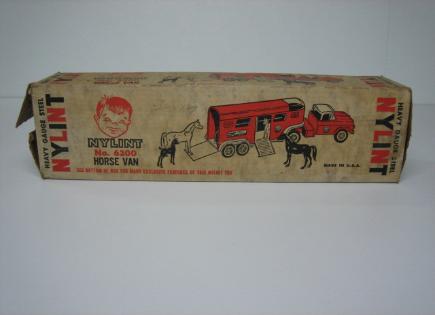 HEAVY GAUGE STEEL
NYLINT
NYLINT
No. 6200
HORSE VAN
SEE BOTTOM OF BOX FOR MANY EXCLUSIVE FEATURES OF THIS NYLINT TOY
MADE IN U.S.A.
NYLINT
HEAVY GAUGE STEEL